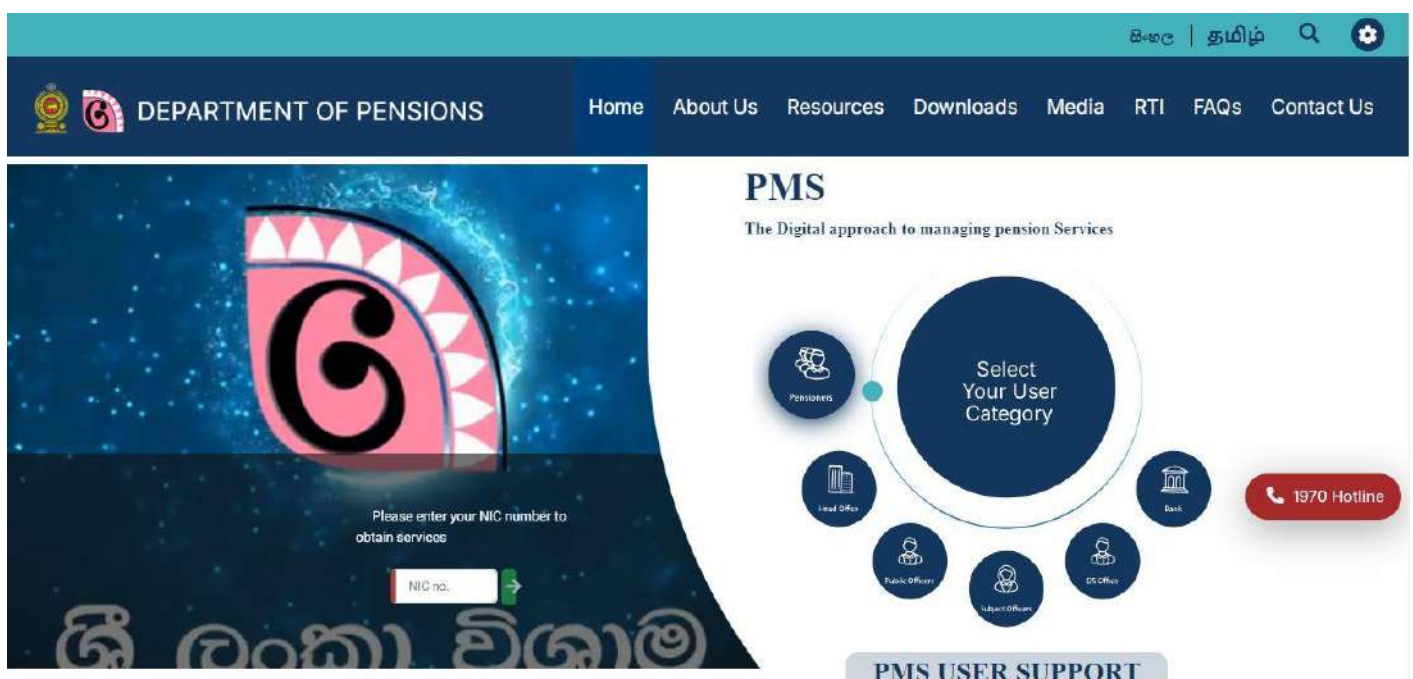 සිංහල | தமிழ்
DEPARTMENT OF PENSIONS
Home About Us Resources Downloads Media RTI FAQs Contact Us
PMS
The Digital approach to managing pension Services
Select
Your User
Category
Pensioners
Head Office
Public Officers
Subject Officers
DS Office
Bank
1970 Hotline
Please enter your NIC number to
obtain services
NIC no.
ශ්‍රී ලංකා විශ්‍රාම
PMS USER SUPPORT